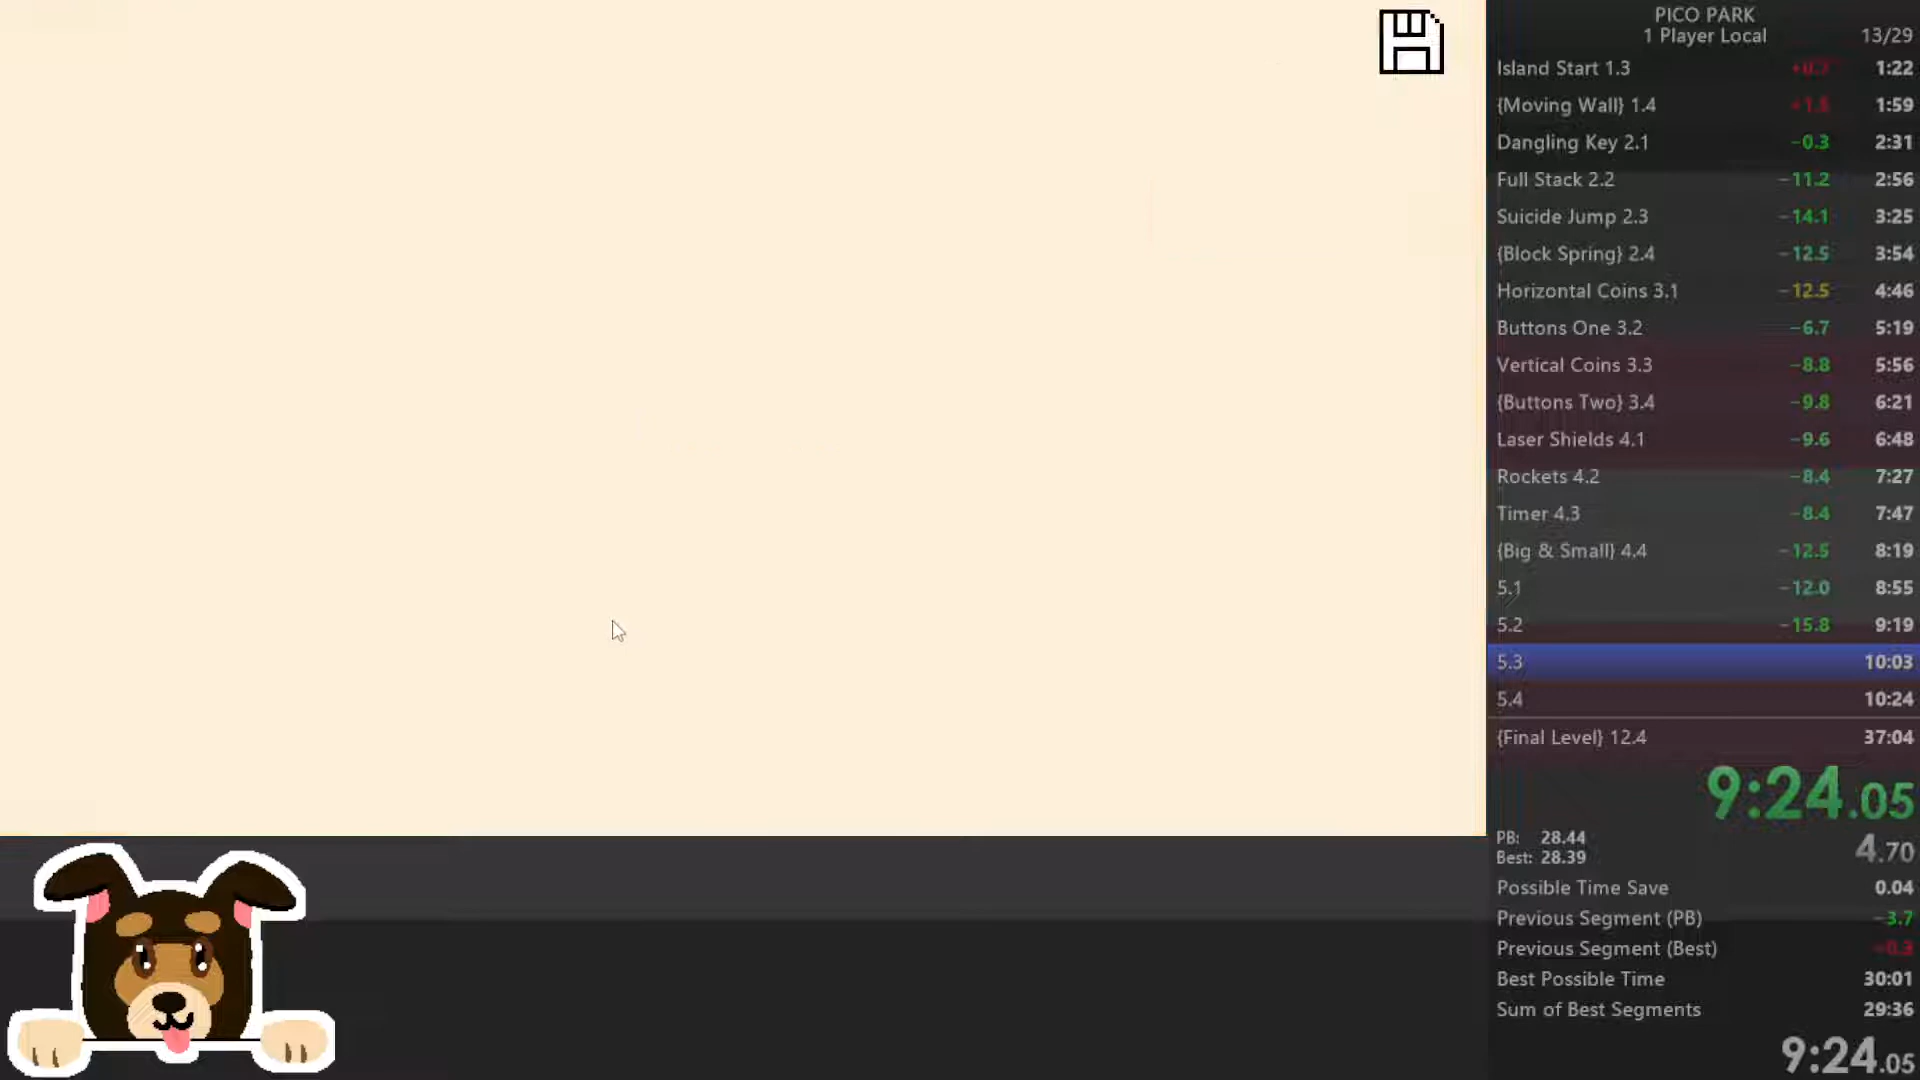 PICO PARK
1 Player Local 13/29
Island Start 1.3 +0.7 1:22
{Moving Wall} 1.4 +1.5 1:59
Dangling Key 2.1 −0.3 2:31
Full Stack 2.2 −11.2 2:56
Suicide Jump 2.3 −14.1 3:25
{Block Spring} 2.4 −12.5 3:54
Horizontal Coins 3.1 −12.5 4:46
Buttons One 3.2 −6.7 5:19
Vertical Coins 3.3 −8.8 5:56
{Buttons Two} 3.4 −9.8 6:21
Laser Shields 4.1 −9.6 6:48
Rockets 4.2 −8.4 7:27
Timer 4.3 −8.4 7:47
{Big & Small} 4.4 −12.5 8:19
5.1 −12.0 8:55
5.2 −15.8 9:19
5.3 10:03
5.4 10:24
{Final Level} 12.4 37:04
9:24.05
PB: 28.44
Best: 28.39
4.70
Possible Time Save 0.04
Previous Segment (PB) −3.7
Previous Segment (Best) −0.3
Best Possible Time 30:01
Sum of Best Segments 29:36
9:24.05